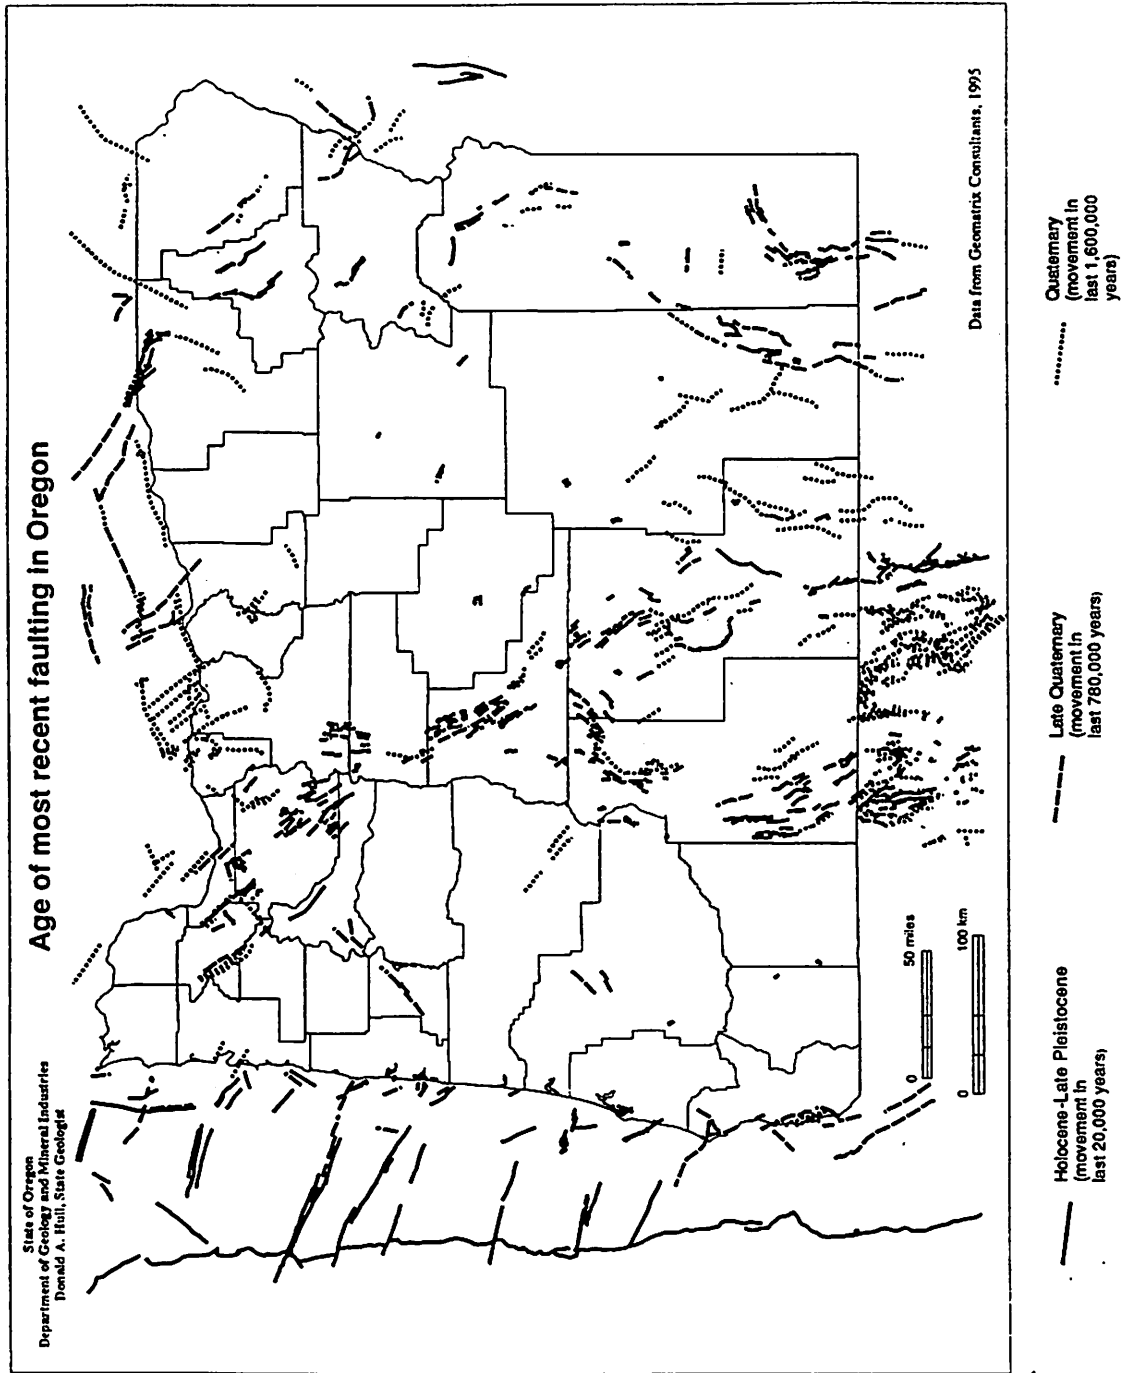 State of Oregon
Department of Geology and Mineral Industries
Donald A. Hull, State Geologist
Age of most recent faulting in Oregon
Data from Geomatrix Consultants, 1995
0 50 miles
0 100 km
Holocene-Late Pleistocene
(movement in
last 20,000 years)
Late Quaternary
(movement in
last 780,000 years)
Quaternary
(movement in
last 1,600,000
years)